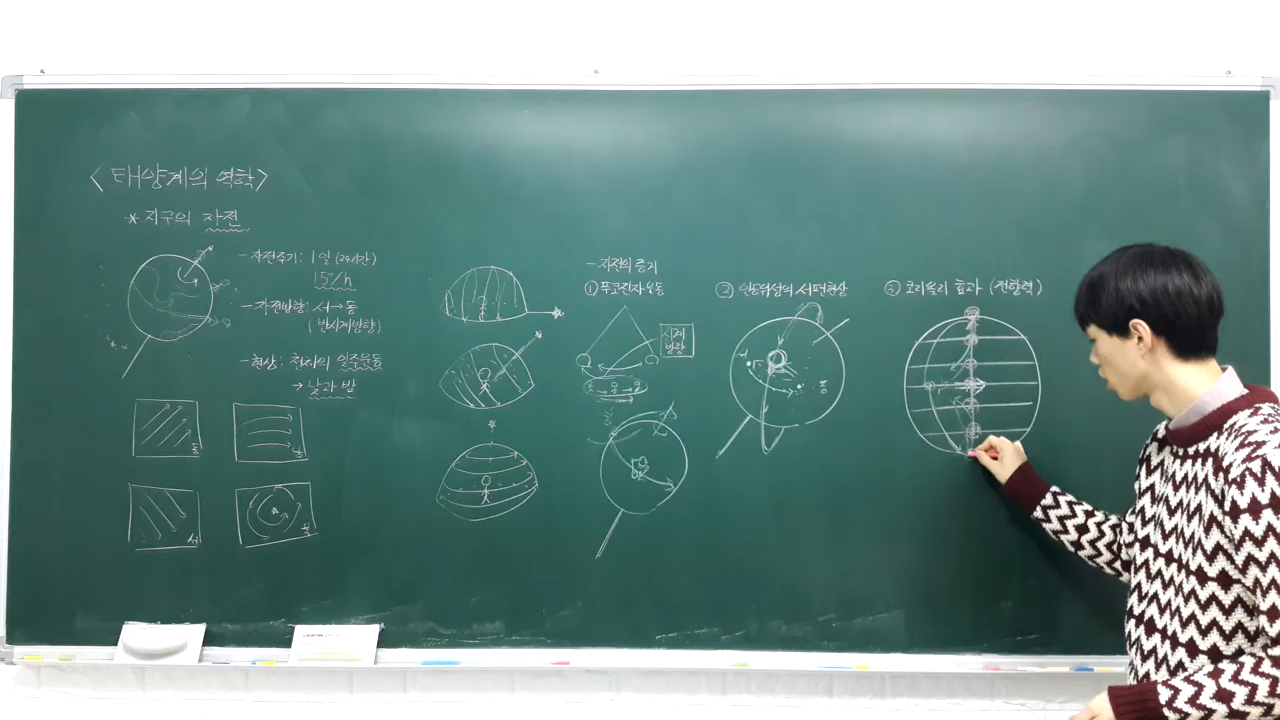 <태양계의 역학>
* 지구의 자전
- 자전주기: 1일 (24시간)
15°/h
- 자전방향: 서→동
(반시계방향)
- 현상: 천체의 일주운동
→ 낮과 밤
동
남
서
북
- 자전의 증거
① 푸코진자 운동
시계
방향
② 인공위성의 서편현상
③ 코리올리 효과 (전향력)